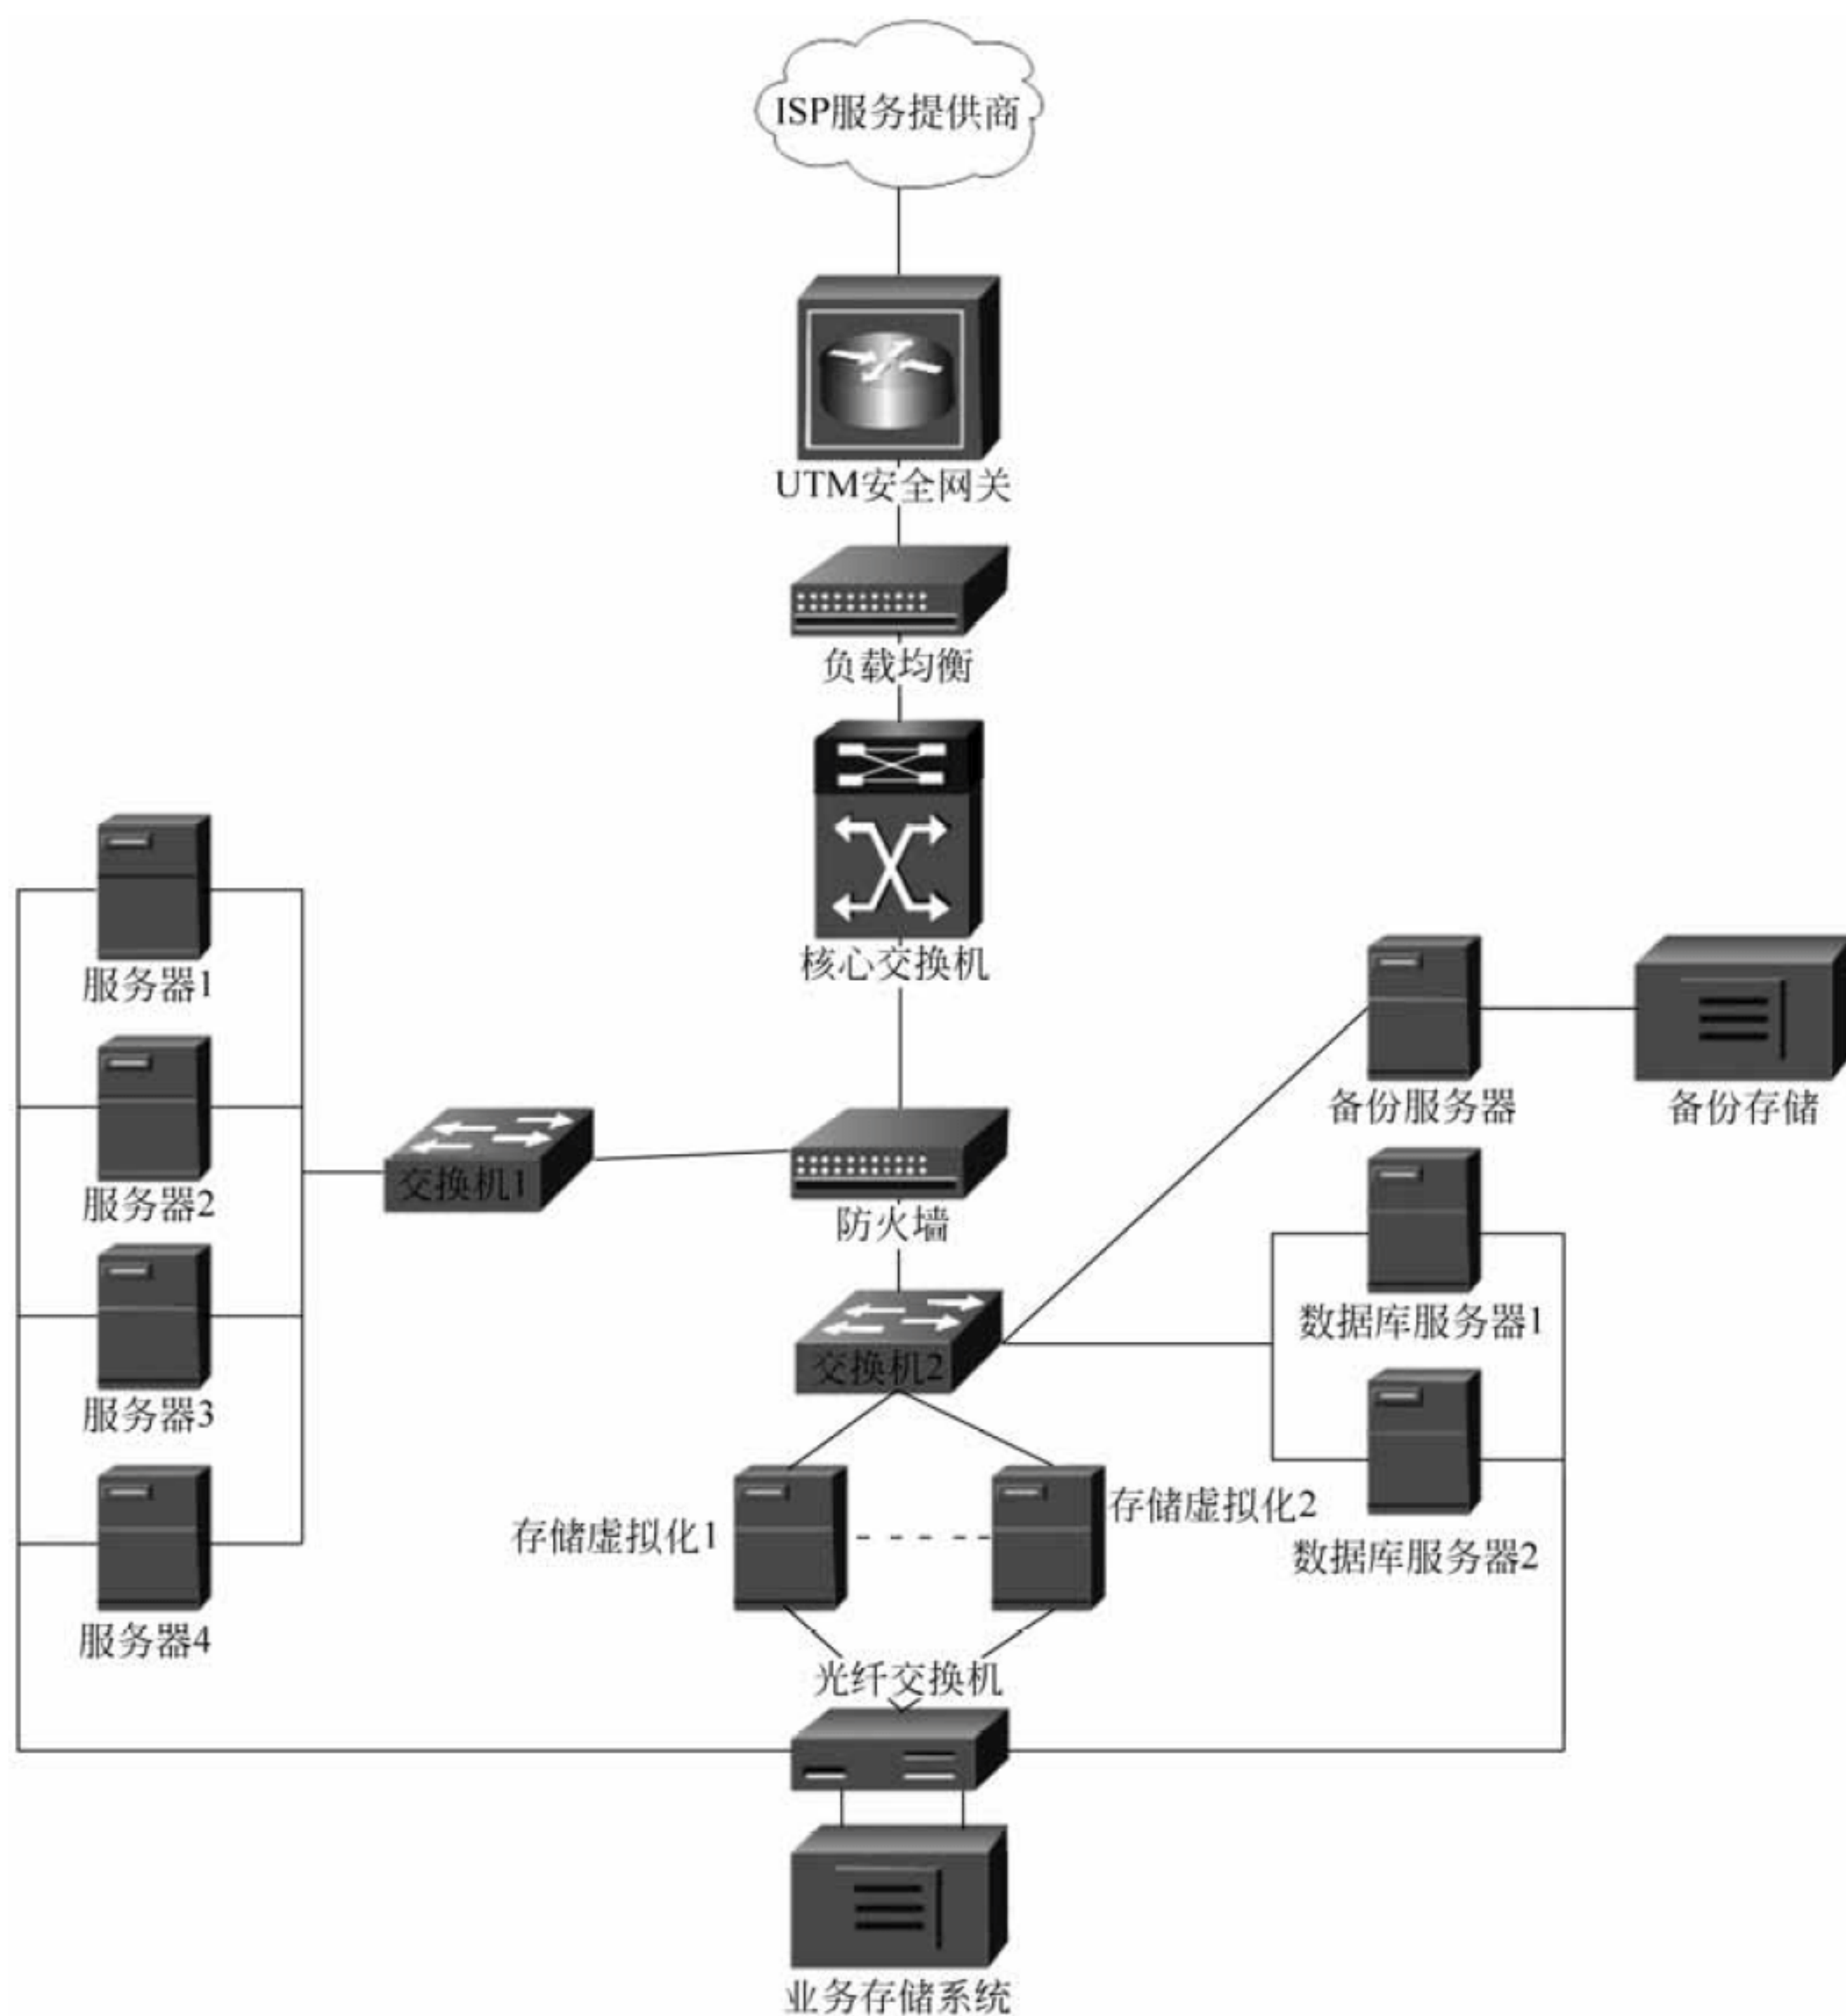 ISP服务提供商
UTM安全网关
负载均衡
核心交换机
服务器1
服务器2
服务器3
服务器4
交换机1
防火墙
备份服务器
备份存储
交换机2
数据库服务器1
数据库服务器2
存储虚拟化1
存储虚拟化2
光纤交换机
业务存储系统